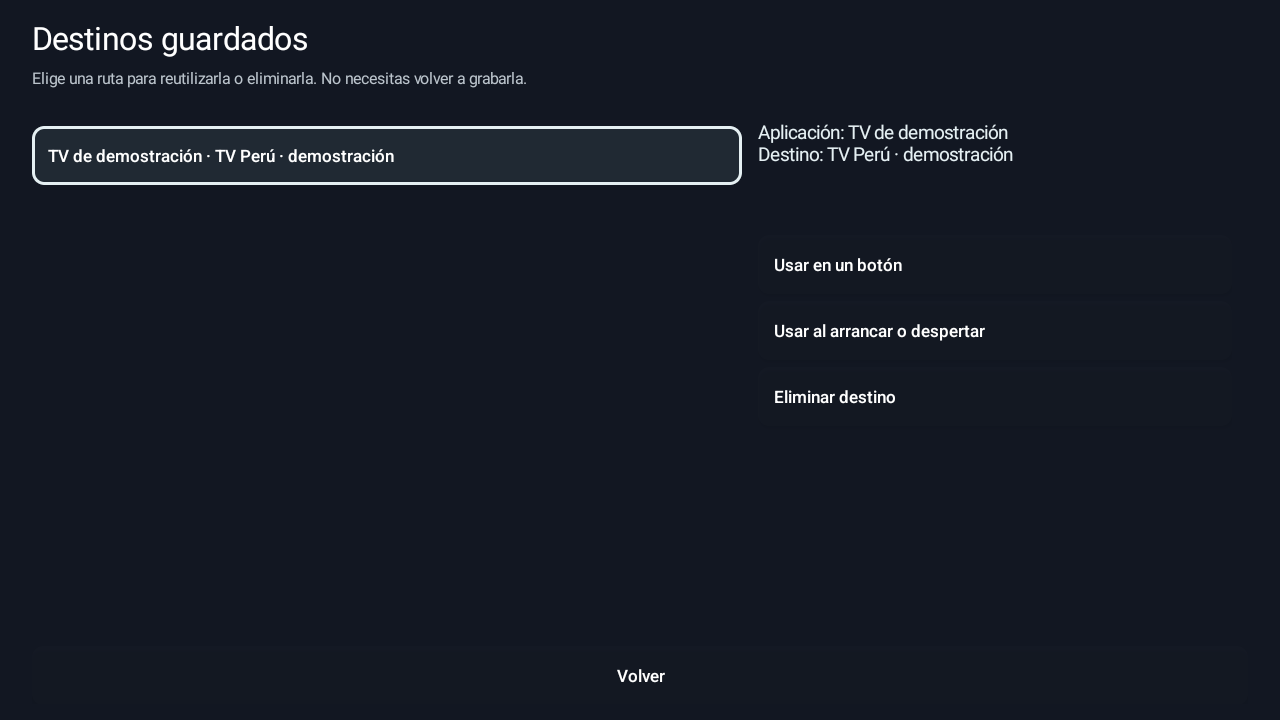 Destinos guardados
Elige una ruta para reutilizarla o eliminarla. No necesitas volver a grabarla.
TV de demostración · TV Perú · demostración
Aplicación: TV de demostración
Destino: TV Perú · demostración
Usar en un botón
Usar al arrancar o despertar
Eliminar destino
Volver